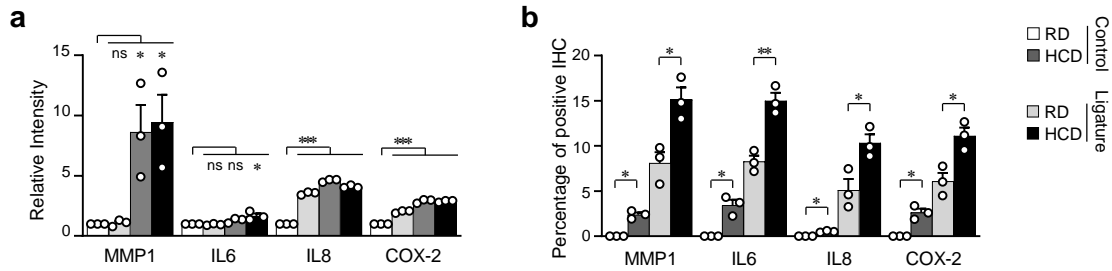 a
Relative Intensity
15
10
5
0
ns * *
ns ns *
***
***
MMP1 IL6 IL8 COX-2
b
Percentage of positive IHC
20
15
10
5
0
* *
* **
* *
* *
MMP1 IL6 IL8 COX-2
RD
HCD
Control
RD
HCD
Ligature